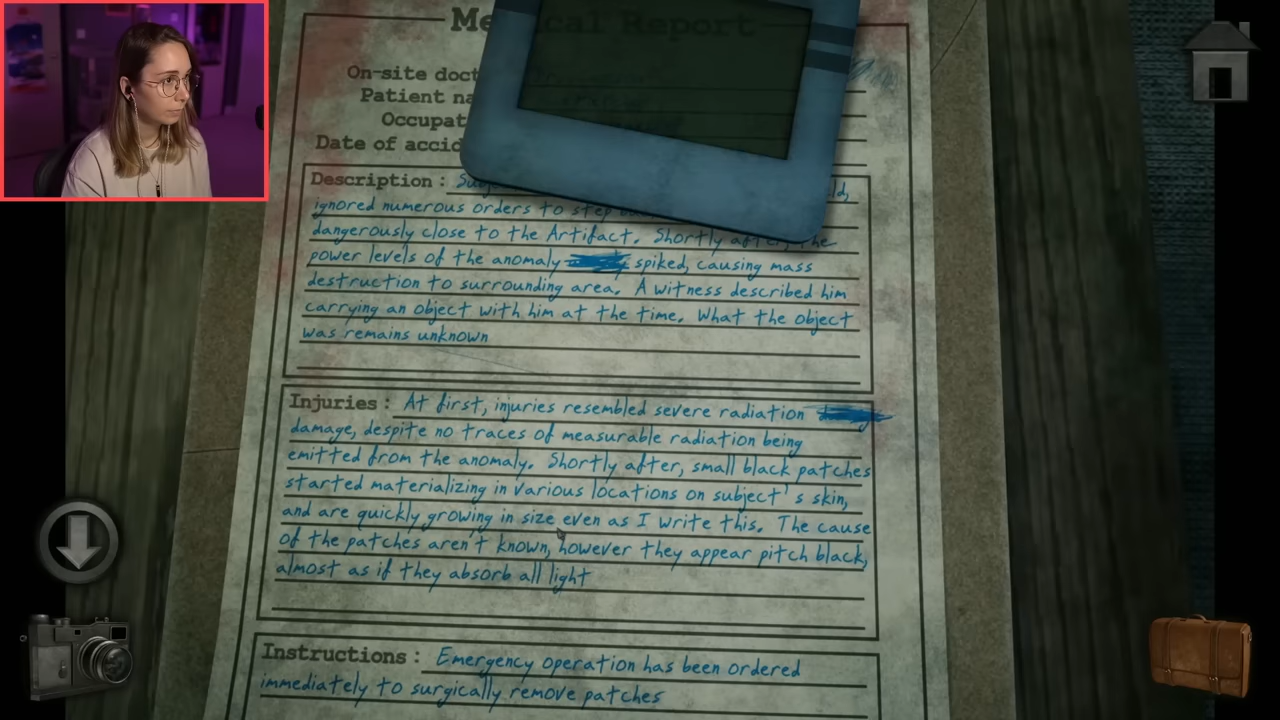 Medical Report
On-site doct
Patient na
Occupat
Date of accid
Description :
ignored numerous orders to step
dangerously close to the Artifact. Shortly after, the
power levels of the anomaly spiked, causing mass
destruction to surrounding area. A witness described him
carrying an object with him at the time. What the object
was remains unknown
Injuries : At first, injuries resembled severe radiation
damage, despite no traces of measurable radiation being
emitted from the anomaly. Shortly after, small black patches
started materializing in various locations on subject's skin,
and are quickly growing in size even as I write this. The cause
of the patches aren't known, however they appear pitch black,
almost as if they absorb all light
Instructions : Emergency operation has been ordered
immediately to surgically remove patches